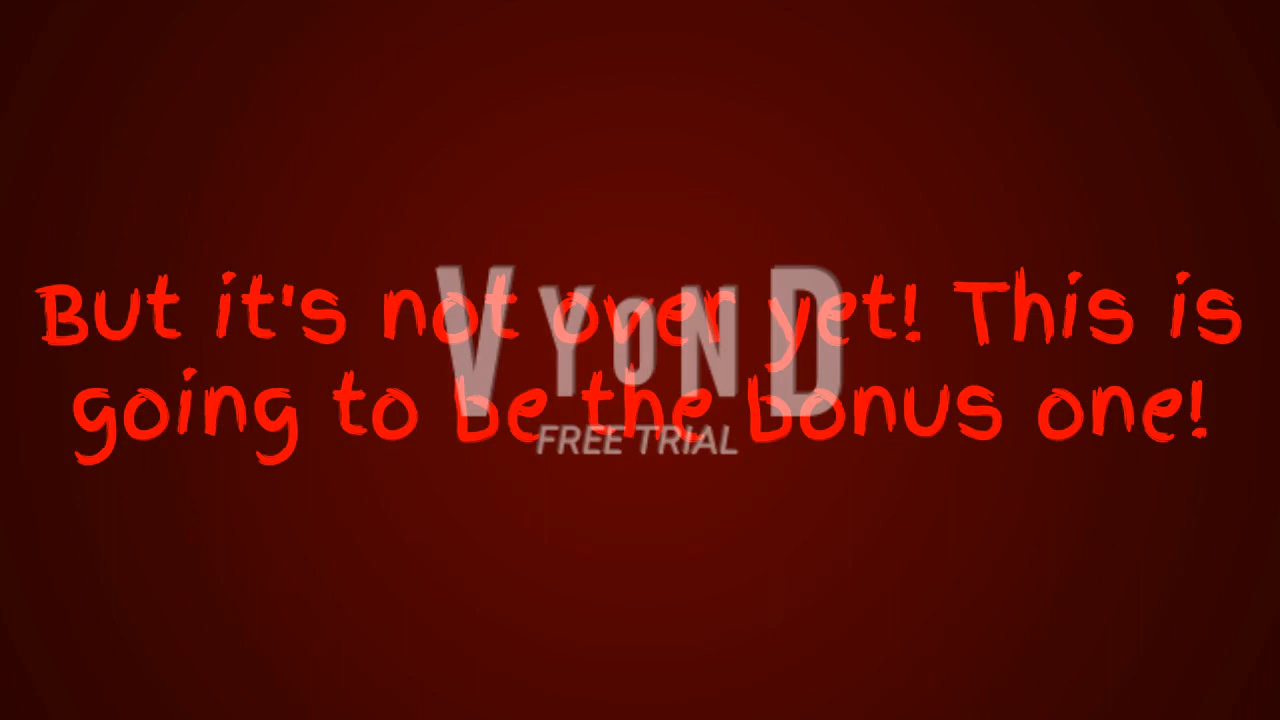 But it's not over yet! This is
going to be the bonus one!
VYOND
FREE TRIAL